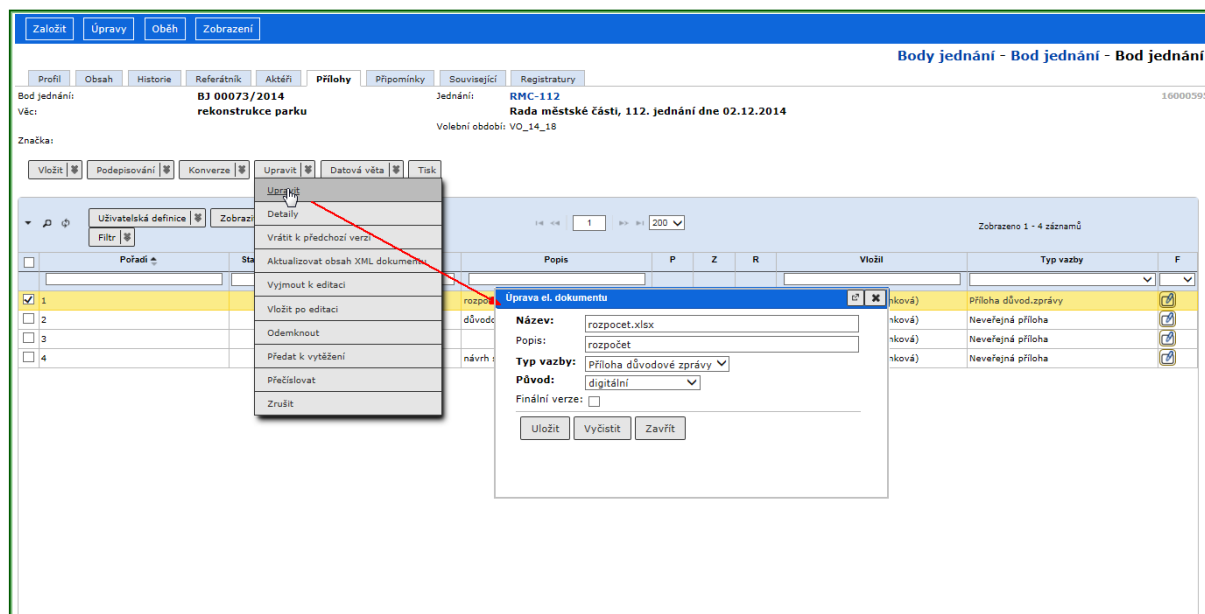 Založit Úpravy Oběh Zobrazení
Body jednání - Bod jednání - Bod jednání
Profil Obsah Historie Referátník Aktéři Přílohy Připomínky Související Registratury
Bod jednání: BJ 00073/2014 Jednání: RMC-112
Věc: rekonstrukce parku Rada městské části, 112. jednání dne 02.12.2014
Volební období: VO_14_18
Značka:
Vložit Podepisování Konverze Upravit Datová věta Tisk
Upravit
Detaily
Vrátit k předchozí verzi
Aktualizovat obsah XML dokumentu
Vyjmout k editaci
Vložit po editaci
Odemknout
Předat k vytěžení
Přečíslovat
Zrušit
Uživatelská definice
Filtr
1 200 Zobrazeno 1 - 4 záznamů
Pořadí Popis P Z R Vložil Typ vazby F
1 Příloha důvod.zprávy
2 Neveřejná příloha
3 Neveřejná příloha
4 návrh Neveřejná příloha
Úprava el. dokumentu
Název: rozpocet.xlsx
Popis: rozpočet
Typ vazby: Příloha důvodové zprávy
Původ: digitální
Finální verze:
Uložit Vyčistit Zavřít